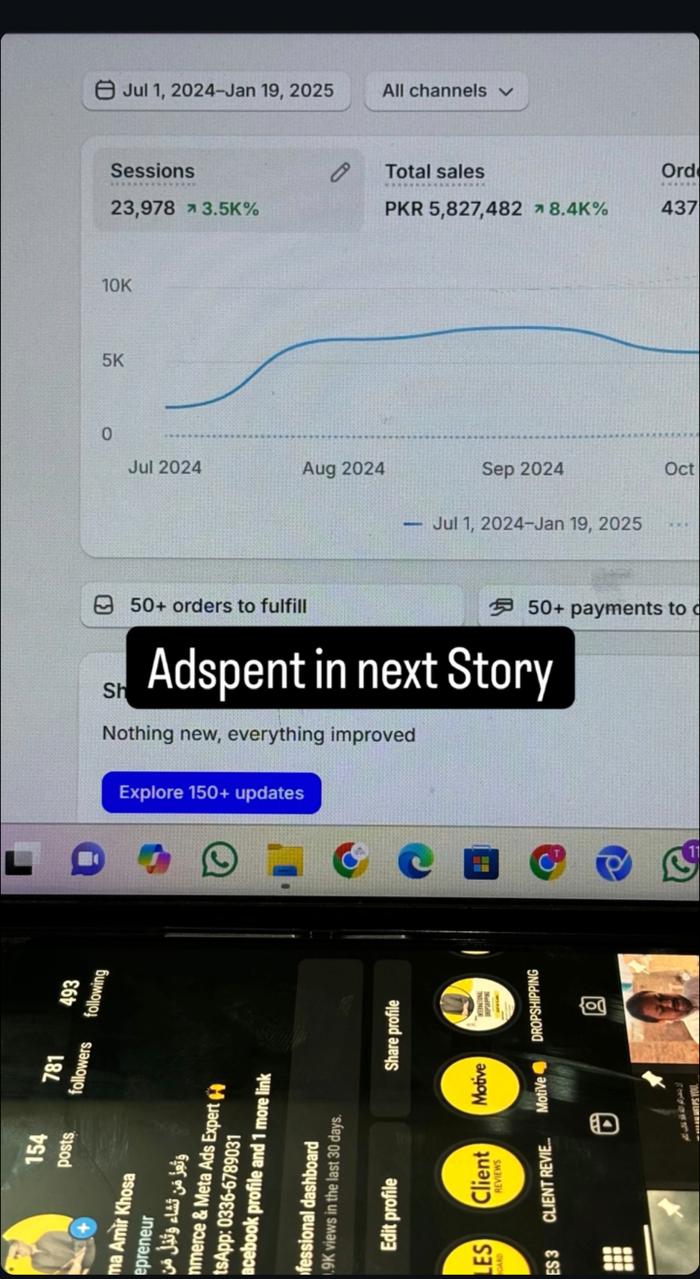 Jul 1, 2024–Jan 19, 2025
All channels
Sessions
23,978 ↗ 3.5K%
Total sales
PKR 5,827,482 ↗ 8.4K%
Orde
437
10K
5K
0
Jul 2024
Aug 2024
Sep 2024
Oct
Jul 1, 2024–Jan 19, 2025
50+ orders to fulfill
50+ payments to c
Adspent in next Story
Sh
Nothing new, everything improved
Explore 150+ updates
T
11
154
posts
781
followers
493
following
ma Amir Khosa
epreneur
وَتُعِزُّ مَن تَشَاء وَتُذِلُّ مَن
mmerce & Meta Ads Expert
tsApp: 0336-6789031
acebook profile and 1 more link
fessional dashboard
.9K views in the last 30 days.
Edit profile
Share profile
LES
ES 3
Client
REVIEWS
CLIENT REVIE...
Motive
MotiVe
DROPSHIPPING